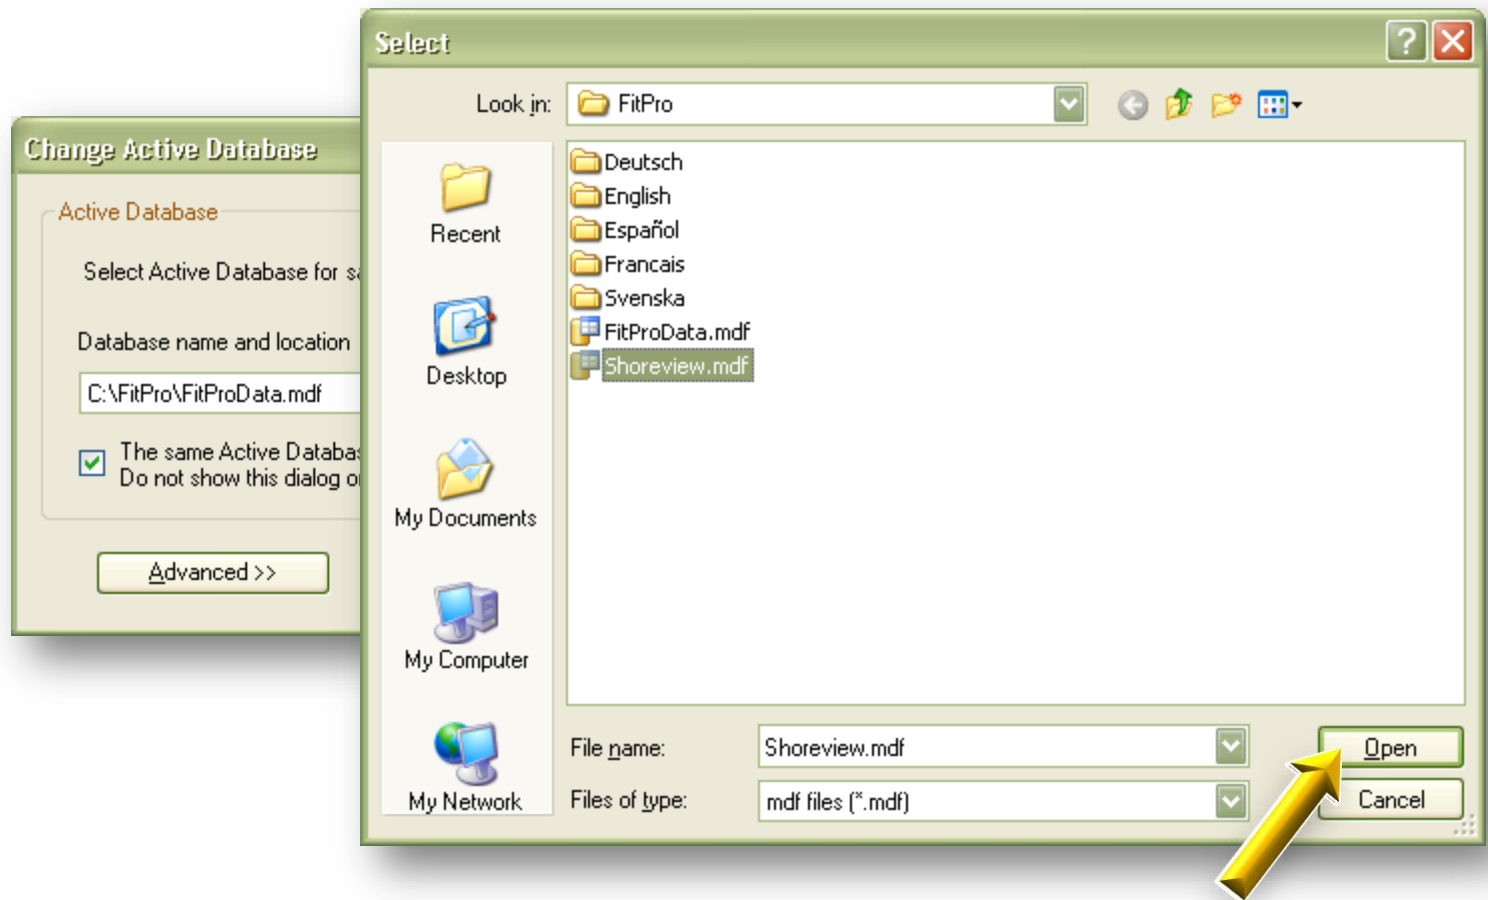 Select
Look in:
FitPro
Change Active Database
Active Database
Select Active Database for
Database name and location
C:\FitPro\FitProData.mdf
The same Active
Do not show this dialog
Advanced >>
Recent
Desktop
My Documents
My Computer
My Network
Deutsch
English
Español
Francais
Svenska
FitProData.mdf
Shoreview.mdf
File name:
Shoreview.mdf
Open
Files of type:
mdf files (*.mdf)
Cancel